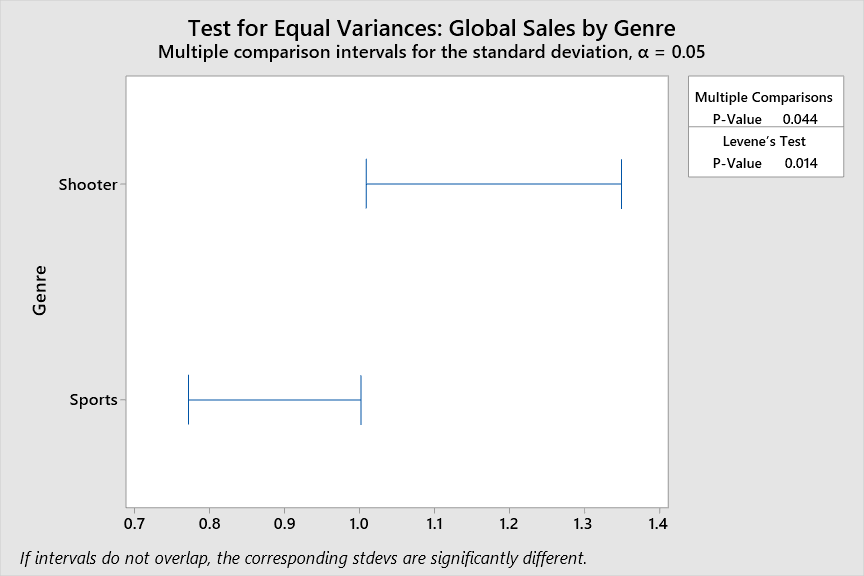 Test for Equal Variances: Global Sales by Genre
Multiple comparison intervals for the standard deviation, α = 0.05
Multiple Comparisons
P-Value 0.044
Levene’s Test
P-Value 0.014
Shooter
Genre
Sports
0.7 0.8 0.9 1.0 1.1 1.2 1.3 1.4
If intervals do not overlap, the corresponding stdevs are significantly different.